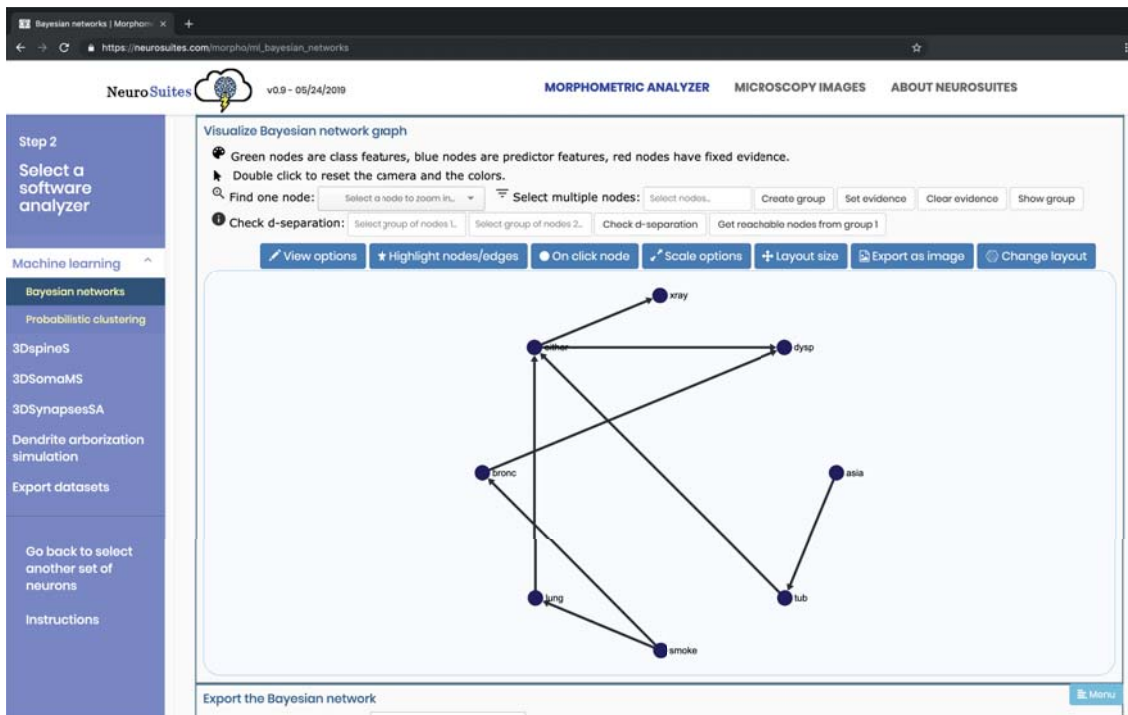 Bayesian networks | Morphom
https://neurosuites.com/morpho/ml_bayesian_networks
NeuroSuites
v0.9 - 05/24/2019
MORPHOMETRIC ANALYZER
MICROSCOPY IMAGES
ABOUT NEUROSUITES
Step 2
Select a
software
analyzer
Machine learning
Bayesian networks
Probabilistic clustering
3DspineS
3DSomaMS
3DSynapsesSA
Dendrite arborization
simulation
Export datasets
Go back to select
another set of
neurons
Instructions
Visualize Bayesian network graph
Green nodes are class features, blue nodes are predictor features, red nodes have fixed evidence.
Double click to reset the camera and the colors.
Find one node: Select a node to zoom in... Select multiple nodes: Select nodes... Create group Set evidence Clear evidence Show group
Check d-separation: Select group of nodes 1... Select group of nodes 2... Check d-separation Get reachable nodes from group 1
View options Highlight nodes/edges On click node Scale options Layout size Export as image Change layout
xray
either
dysp
bronc
asia
lung
tub
smoke
Export the Bayesian network
Menu